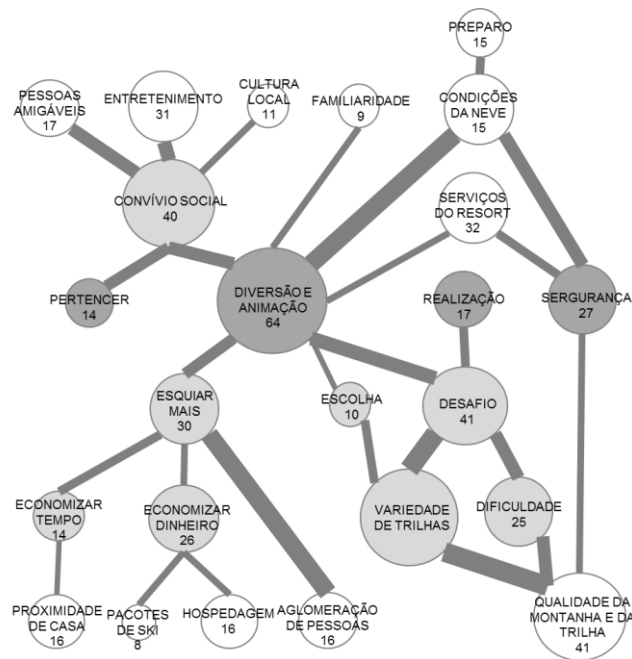 PREPARO
15
PESSOAS
AMIGÁVEIS
17
ENTRETENIMENTO
31
CULTURA
LOCAL
11
FAMILIARIDADE
9
CONDIÇÕES
DA NEVE
15
CONVÍVIO SOCIAL
40
SERVIÇOS
DO RESORT
32
PERTENCER
14
DIVERSÃO E
ANIMAÇÃO
64
REALIZAÇÃO
17
SERGURANÇA
27
ESQUIAR
MAIS
30
ESCOLHA
10
DESAFIO
41
ECONOMIZAR
TEMPO
14
ECONOMIZAR
DINHEIRO
26
VARIEDADE
DE TRILHAS
DIFICULDADE
25
PROXIMIDADE
DE CASA
16
PACOTES
DE SKI
8
HOSPEDAGEM
16
AGLOMERAÇÃO
DE PESSOAS
16
QUALIDADE DA
MONTANHA E DA
TRILHA
41